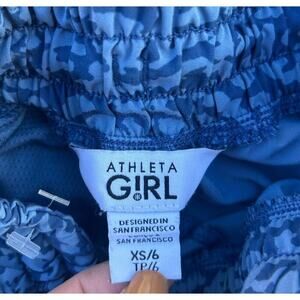 ATHLETA
GIRL
DESIGNED IN
SAN FRANCISCO
SAN FRANCISCO
XS/6
TP/6